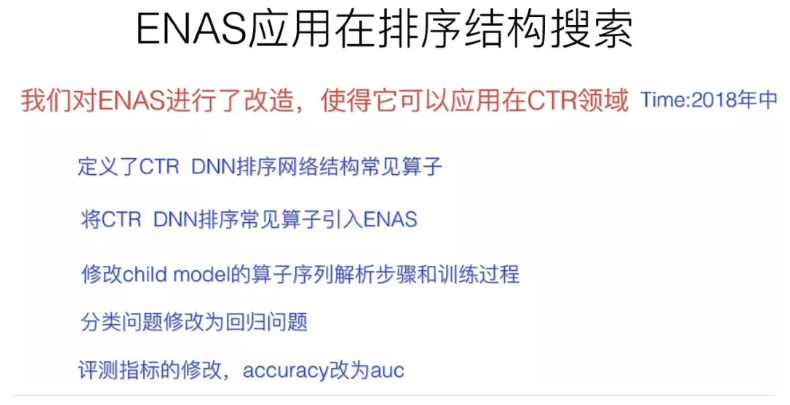 ENAS应用在排序结构搜索
我们对ENAS进行了改造，使得它可以应用在CTR领域 Time:2018年中
定义了CTR DNN排序网络结构常见算子
将CTR DNN排序常见算子引入ENAS
修改child model的算子序列解析步骤和训练过程
分类问题修改为回归问题
评测指标的修改，accuracy改为auc